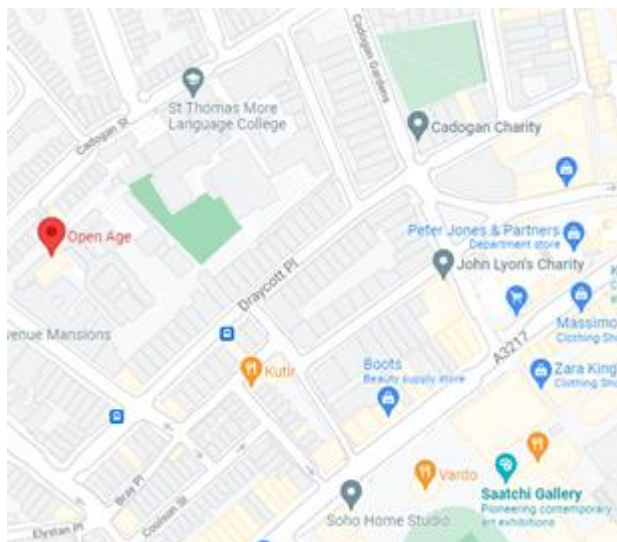 Cadogan Gardens
St Thomas More
Language College
Cadogan Charity
Cadogan St
Peter Jones & Partners
Department store
Open Age
John Lyon's Charity
Draycott Pl
Massimo
Clothing Sho
A3217
venue Mansions
Kutir
Boots
Beauty supply store
Zara King
Clothing Sho
Vardo
Bray Pl
Saatchi Gallery
Pioneering contemporary
art exhibitions
Coulson St
Soho Home Studio
Elystan Pl